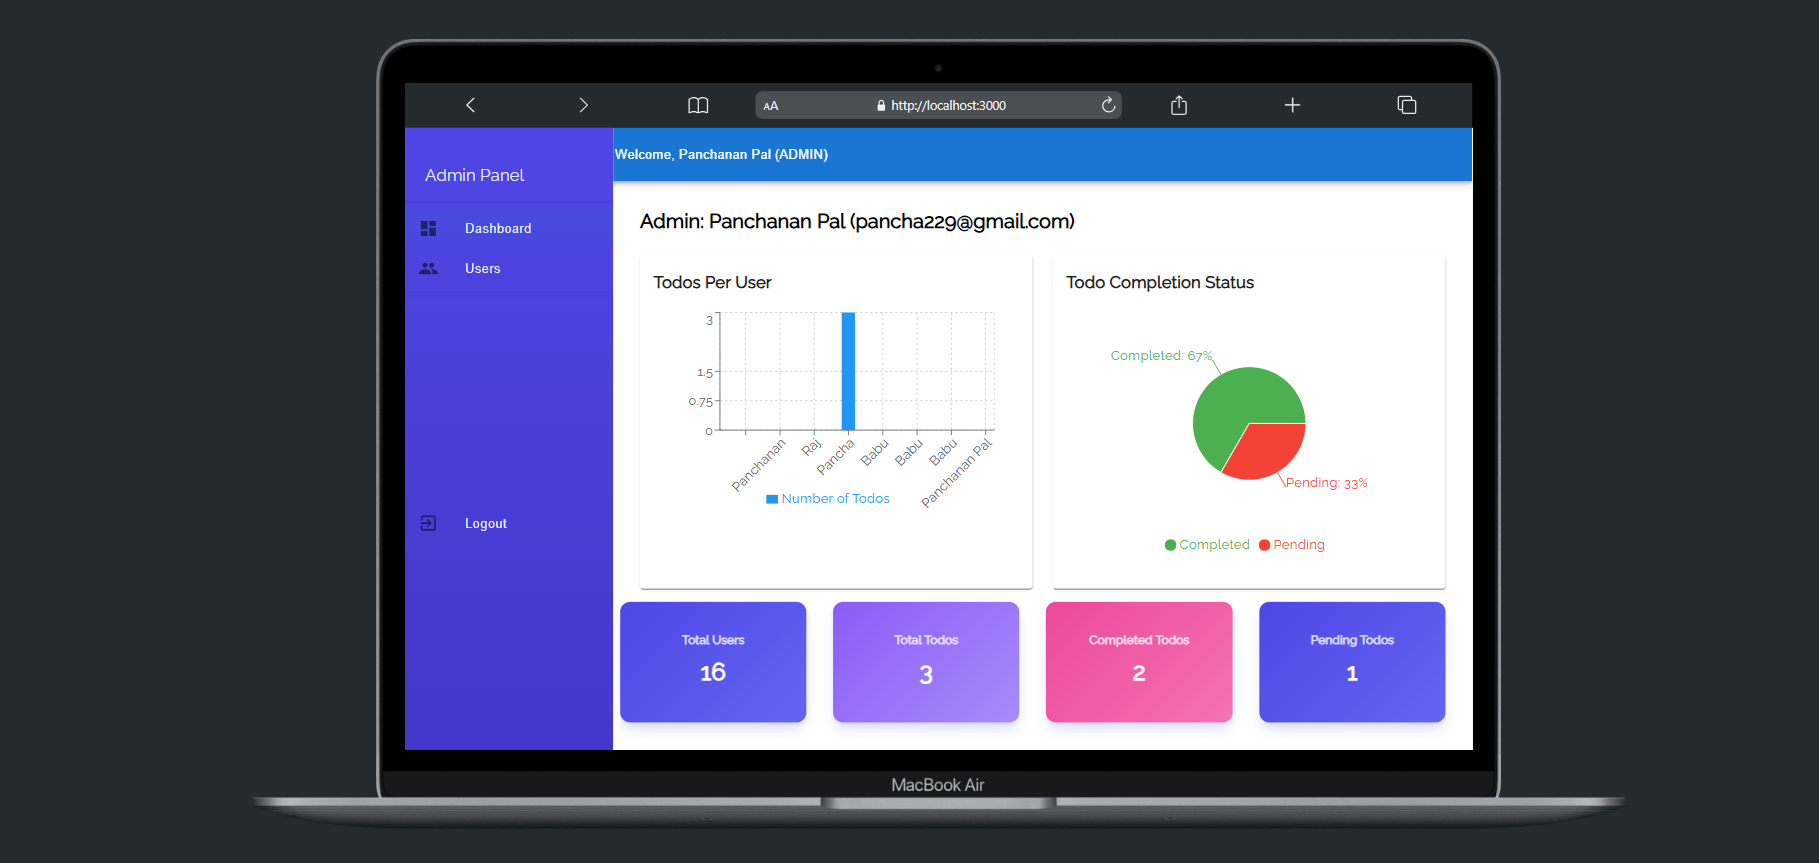 AA http://localhost:3000
Admin Panel
Dashboard
Users
Logout
Welcome, Panchanan Pal (ADMIN)
Admin: Panchanan Pal (pancha229@gmail.com)
Todos Per User
3
1.5
0.75
0
Panchanan
Raj
Pancha
Babu
Babu
Babu
Panchanan Pal
Number of Todos
Todo Completion Status
Completed: 67%
Pending: 33%
Completed Pending
Total Users
16
Total Todos
3
Completed Todos
2
Pending Todos
1
MacBook Air